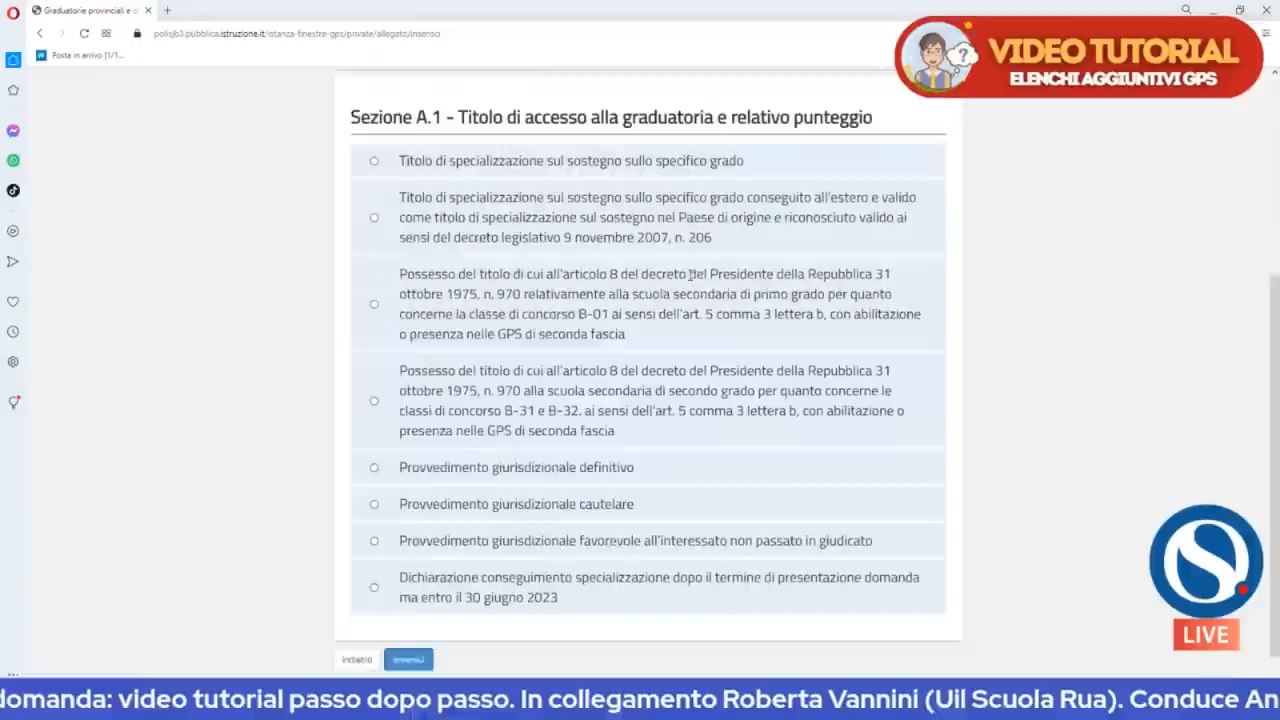 Graduatorie provinciali e d
polisjb3.pubblica.istruzione.it/istanza-finestre-gps/private/allegato/inserisci
Posta in arrivo [1/1...
VIDEO TUTORIAL
ELENCHI AGGIUNTIVI GPS
Sezione A.1 - Titolo di accesso alla graduatoria e relativo punteggio
Titolo di specializzazione sul sostegno sullo specifico grado
Titolo di specializzazione sul sostegno sullo specifico grado conseguito all'estero e valido
come titolo di specializzazione sul sostegno nel Paese di origine e riconosciuto valido ai
sensi del decreto legislativo 9 novembre 2007, n. 206
Possesso del titolo di cui all'articolo 8 del decreto del Presidente della Repubblica 31
ottobre 1975, n. 970 relativamente alla scuola secondaria di primo grado per quanto
concerne la classe di concorso B-01 ai sensi dell'art. 5 comma 3 lettera b, con abilitazione
o presenza nelle GPS di seconda fascia
Possesso del titolo di cui all'articolo 8 del decreto del Presidente della Repubblica 31
ottobre 1975, n. 970 alla scuola secondaria di secondo grado per quanto concerne le
classi di concorso B-31 e B-32. ai sensi dell'art. 5 comma 3 lettera b, con abilitazione o
presenza nelle GPS di seconda fascia
Provvedimento giurisdizionale definitivo
Provvedimento giurisdizionale cautelare
Provvedimento giurisdizionale favorevole all'interessato non passato in giudicato
Dichiarazione conseguimento specializzazione dopo il termine di presentazione domanda
ma entro il 30 giugno 2023
Indietro
Inserisci
LIVE
domanda: video tutorial passo dopo passo. In collegamento Roberta Vannini (Uil Scuola Rua). Conduce An